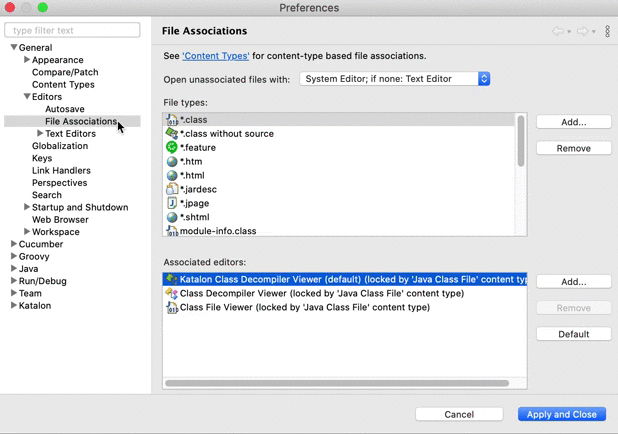 Preferences
type filter text
General
Appearance
Compare/Patch
Content Types
Editors
Autosave
File Associations
Text Editors
Globalization
Keys
Link Handlers
Perspectives
Search
Startup and Shutdown
Web Browser
Workspace
Cucumber
Groovy
Java
Run/Debug
Team
Katalon
File Associations
See 'Content Types' for content-type based file associations.
Open unassociated files with: System Editor; if none: Text Editor
File types:
*.class
*.class without source
*.feature
*.htm
*.html
*.jardesc
*.jpage
*.shtml
module-info.class
Add...
Remove
Associated editors:
Katalon Class Decompiler Viewer (default) (locked by 'Java Class File' content typ
Class Decompiler Viewer (locked by 'Java Class File' content type)
Class File Viewer (locked by 'Java Class File' content type)
Add...
Remove
Default
Cancel
Apply and Close